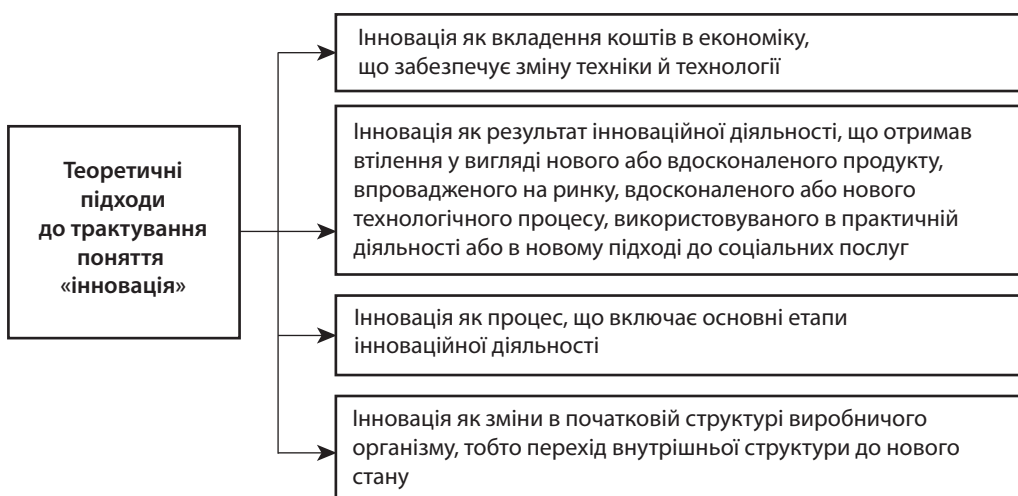 Теоретичні
підходи
до трактування
поняття
«інновація»
Інновація як вкладення коштів в економіку,
що забезпечує зміну техніки й технології
Інновація як результат інноваційної діяльності, що отримав
втілення у вигляді нового або вдосконаленого продукту,
впровадженого на ринку, вдосконаленого або нового
технологічного процесу, використовуваного в практичній
діяльності або в новому підході до соціальних послуг
Інновація як процес, що включає основні етапи
інноваційної діяльності
Інновація як зміни в початковій структурі виробничого
організму, тобто перехід внутрішньої структури до нового
стану